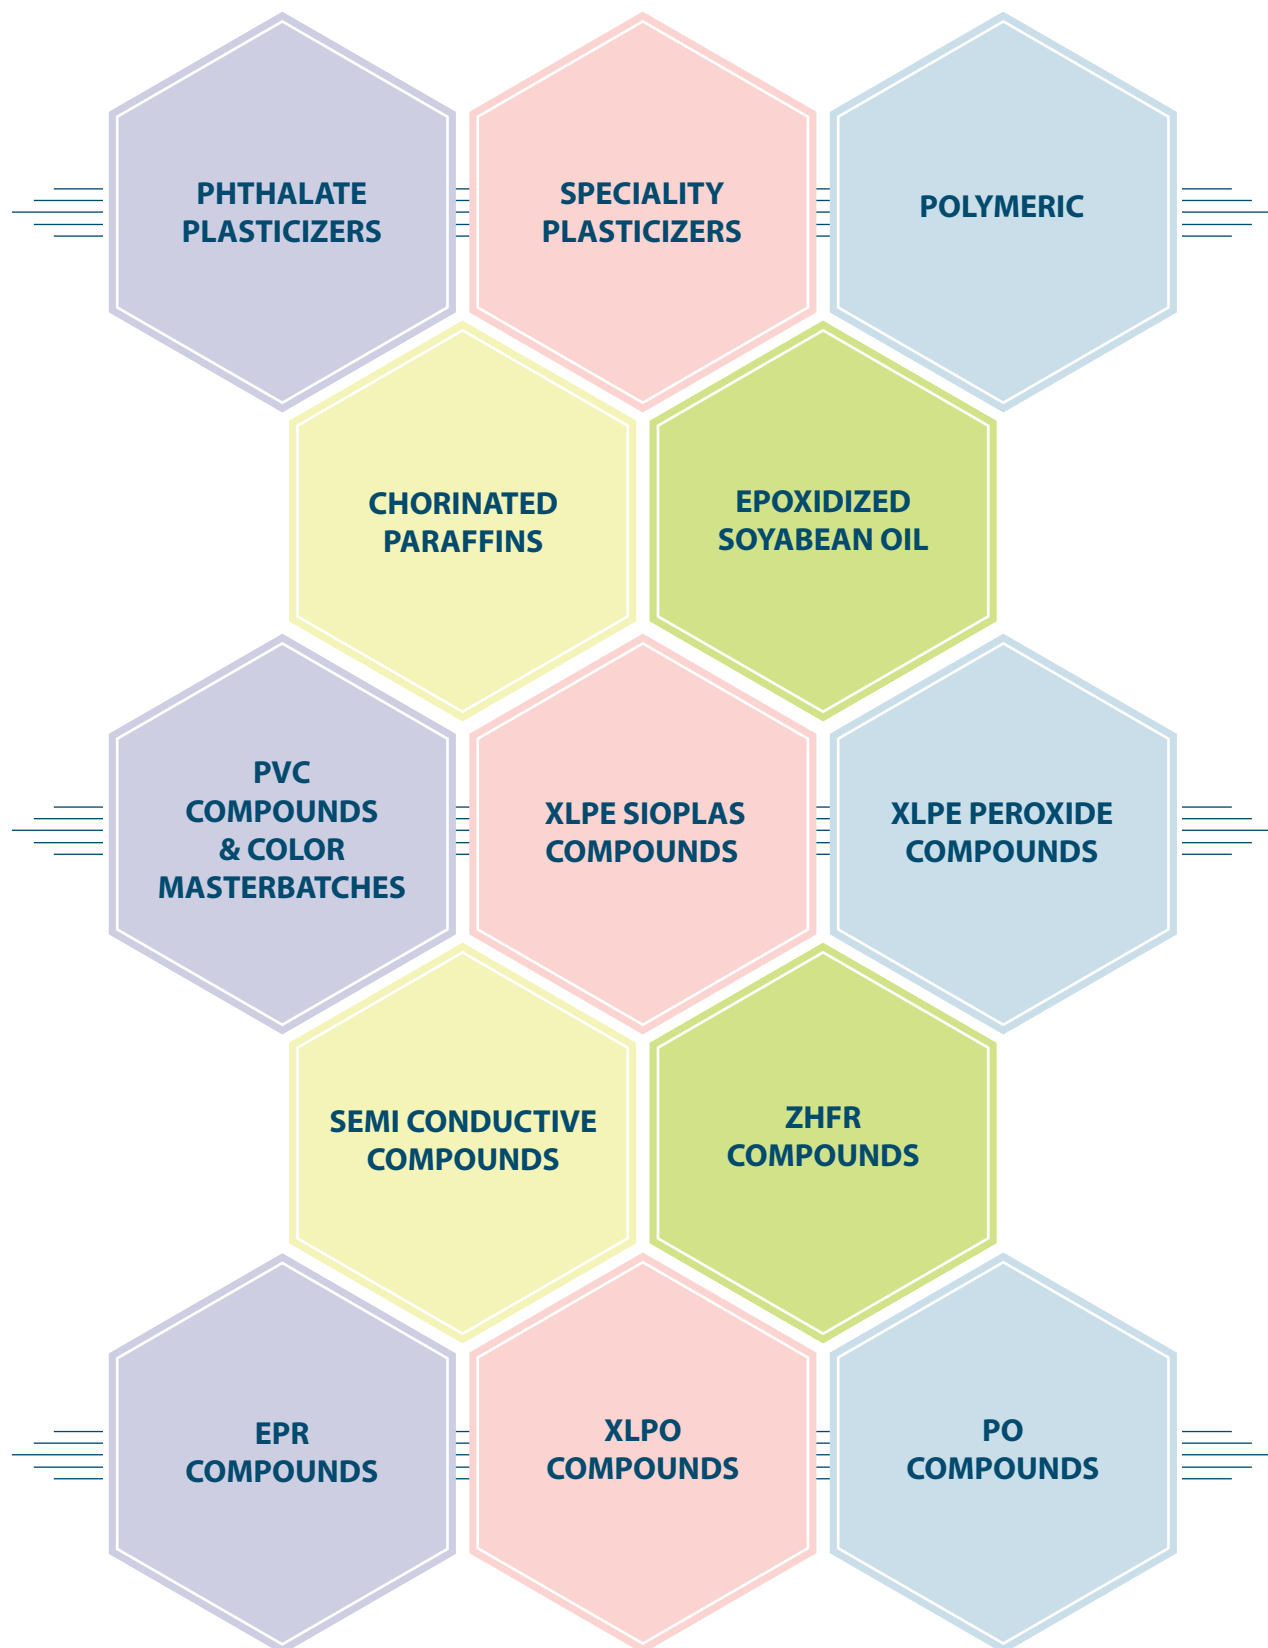 PHTHALATE
PLASTICIZERS
SPECIALITY
PLASTICIZERS
POLYMERIC
CHORINATED
PARAFFINS
EPOXIDIZED
SOYABEAN OIL
PVC
COMPOUNDS
& COLOR
MASTERBATCHES
XLPE SIOPLAS
COMPOUNDS
XLPE PEROXIDE
COMPOUNDS
SEMI CONDUCTIVE
COMPOUNDS
ZHFR
COMPOUNDS
EPR
COMPOUNDS
XLPO
COMPOUNDS
PO
COMPOUNDS